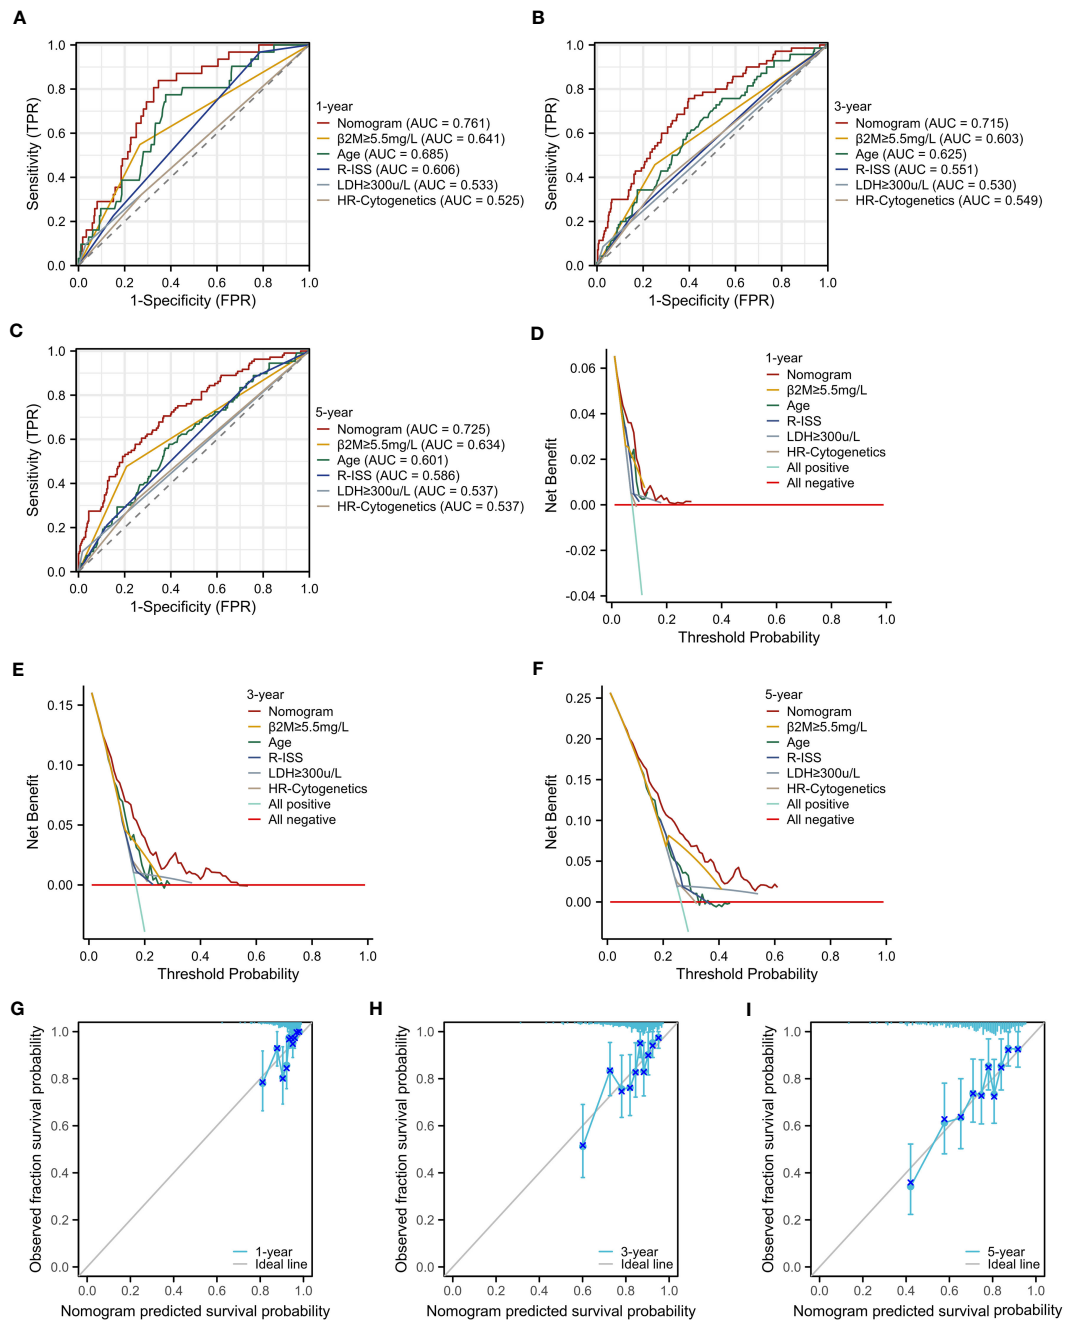 A
1.0
0.8
0.6
0.4
0.2
0.0
Sensitivity (TPR)
0.0 0.2 0.4 0.6 0.8 1.0
1-Specificity (FPR)
1-year
Nomogram (AUC = 0.761)
β2M≥5.5mg/L (AUC = 0.641)
Age (AUC = 0.685)
R-ISS (AUC = 0.606)
LDH≥300u/L (AUC = 0.533)
HR-Cytogenetics (AUC = 0.525)
B
1.0
0.8
0.6
0.4
0.2
0.0
Sensitivity (TPR)
0.0 0.2 0.4 0.6 0.8 1.0
1-Specificity (FPR)
3-year
Nomogram (AUC = 0.715)
β2M≥5.5mg/L (AUC = 0.603)
Age (AUC = 0.625)
R-ISS (AUC = 0.551)
LDH≥300u/L (AUC = 0.530)
HR-Cytogenetics (AUC = 0.549)
C
1.0
0.8
0.6
0.4
0.2
0.0
Sensitivity (TPR)
0.0 0.2 0.4 0.6 0.8 1.0
1-Specificity (FPR)
5-year
Nomogram (AUC = 0.725)
β2M≥5.5mg/L (AUC = 0.634)
Age (AUC = 0.601)
R-ISS (AUC = 0.586)
LDH≥300u/L (AUC = 0.537)
HR-Cytogenetics (AUC = 0.537)
D
0.06
0.04
0.02
0.00
-0.02
-0.04
Net Benefit
0.0 0.2 0.4 0.6 0.8 1.0
Threshold Probability
1-year
Nomogram
β2M≥5.5mg/L
Age
R-ISS
LDH≥300u/L
HR-Cytogenetics
All positive
All negative
E
0.15
0.10
0.05
0.00
Net Benefit
0.0 0.2 0.4 0.6 0.8 1.0
Threshold Probability
3-year
Nomogram
β2M≥5.5mg/L
Age
R-ISS
LDH≥300u/L
HR-Cytogenetics
All positive
All negative
F
0.25
0.20
0.15
0.10
0.05
0.00
Net Benefit
0.0 0.2 0.4 0.6 0.8 1.0
Threshold Probability
5-year
Nomogram
β2M≥5.5mg/L
Age
R-ISS
LDH≥300u/L
HR-Cytogenetics
All positive
All negative
G
1.0
0.8
0.6
0.4
0.2
0.0
Observed fraction survival probability
0.0 0.2 0.4 0.6 0.8 1.0
Nomogram predicted survival probability
1-year
Ideal line
H
1.0
0.8
0.6
0.4
0.2
0.0
Observed fraction survival probability
0.0 0.2 0.4 0.6 0.8 1.0
Nomogram predicted survival probability
3-year
Ideal line
I
1.0
0.8
0.6
0.4
0.2
0.0
Observed fraction survival probability
0.0 0.2 0.4 0.6 0.8 1.0
Nomogram predicted survival probability
5-year
Ideal line